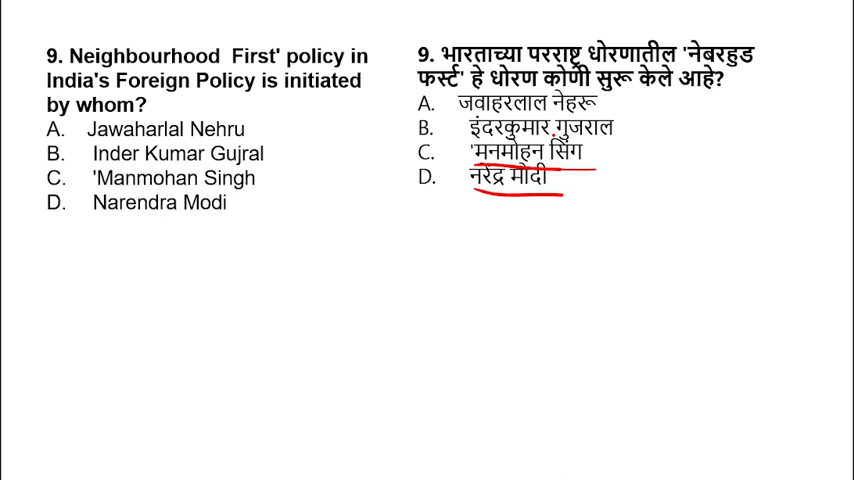 9. Neighbourhood First' policy in
India's Foreign Policy is initiated
by whom?
A. Jawaharlal Nehru
B. Inder Kumar Gujral
C. 'Manmohan Singh
D. Narendra Modi
9. भारताच्या परराष्ट्र धोरणातील 'नेबरहुड
फर्स्ट' हे धोरण कोणी सुरू केले आहे?
A. जवाहरलाल नेहरू
B. इंदरकुमार गुजराल
C. 'मनमोहन सिंग
D. नरेंद्र मोदी